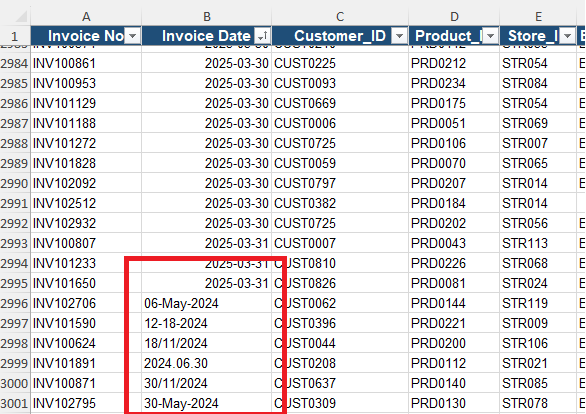 A B C D E
1 Invoice No Invoice Date Customer_ID Product_I Store_I
2984 INV100861 2025-03-30 CUST0225 PRD0212 STR054 E
2985 INV100953 2025-03-30 CUST0093 PRD0234 STR084 E
2986 INV101129 2025-03-30 CUST0669 PRD0175 STR054 E
2987 INV101188 2025-03-30 CUST0006 PRD0051 STR069 E
2988 INV101272 2025-03-30 CUST0725 PRD0106 STR007 E
2989 INV101828 2025-03-30 CUST0059 PRD0070 STR065 E
2990 INV102092 2025-03-30 CUST0797 PRD0207 STR014 E
2991 INV102512 2025-03-30 CUST0382 PRD0184 STR014
2992 INV102932 2025-03-30 CUST0725 PRD0202 STR056 E
2993 INV100807 2025-03-31 CUST0007 PRD0043 STR113 E
2994 INV101233 2025-03-31 CUST0810 PRD0226 STR068 E
2995 INV101650 2025-03-31 CUST0826 PRD0081 STR024 E
2996 INV102706 06-May-2024 CUST0062 PRD0144 STR119 E
2997 INV101590 12-18-2024 CUST0396 PRD0221 STR009 E
2998 INV100624 18/11/2024 CUST0044 PRD0200 STR106 E
2999 INV101891 2024.06.30 CUST0208 PRD0112 STR021 E
3000 INV100871 30/11/2024 CUST0637 PRD0140 STR085 E
3001 INV102795 30-May-2024 CUST0309 PRD0130 STR078 E